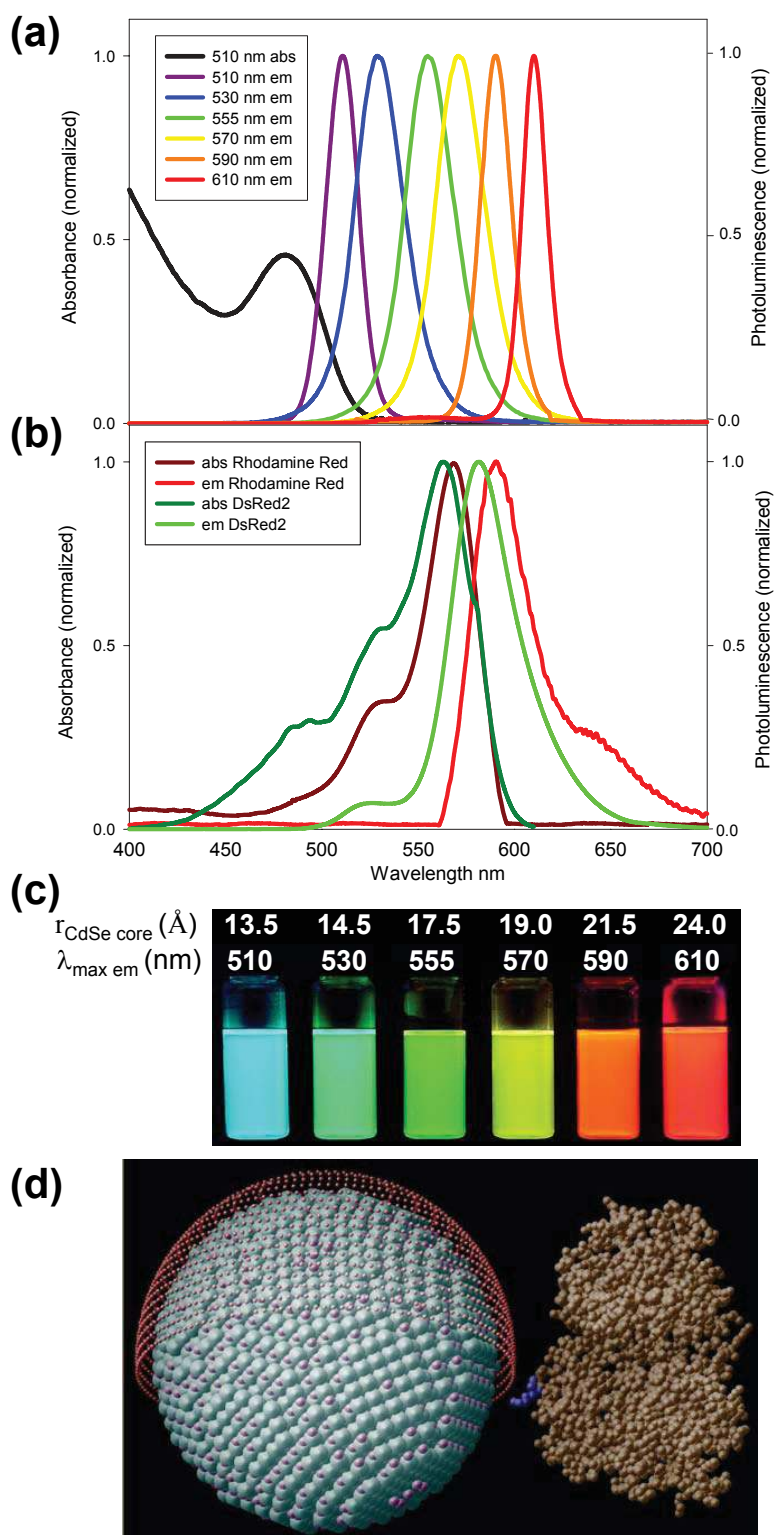 (a)
1.0
0.5
0.0
Absorbance (normalized)
510 nm abs
510 nm em
530 nm em
555 nm em
570 nm em
590 nm em
610 nm em
1.0
0.5
0.0
Photoluminescence (normalized)
(b)
1.0
0.5
0.0
Absorbance (normalized)
abs Rhodamine Red
em Rhodamine Red
abs DsRed2
em DsRed2
1.0
0.5
0.0
Photoluminescence (normalized)
400 500 550 600 650 700
Wavelength nm
(c)
r CdSe core (Å) 13.5 14.5 17.5 19.0 21.5 24.0
λmax em (nm) 510 530 555 570 590 610
(d)